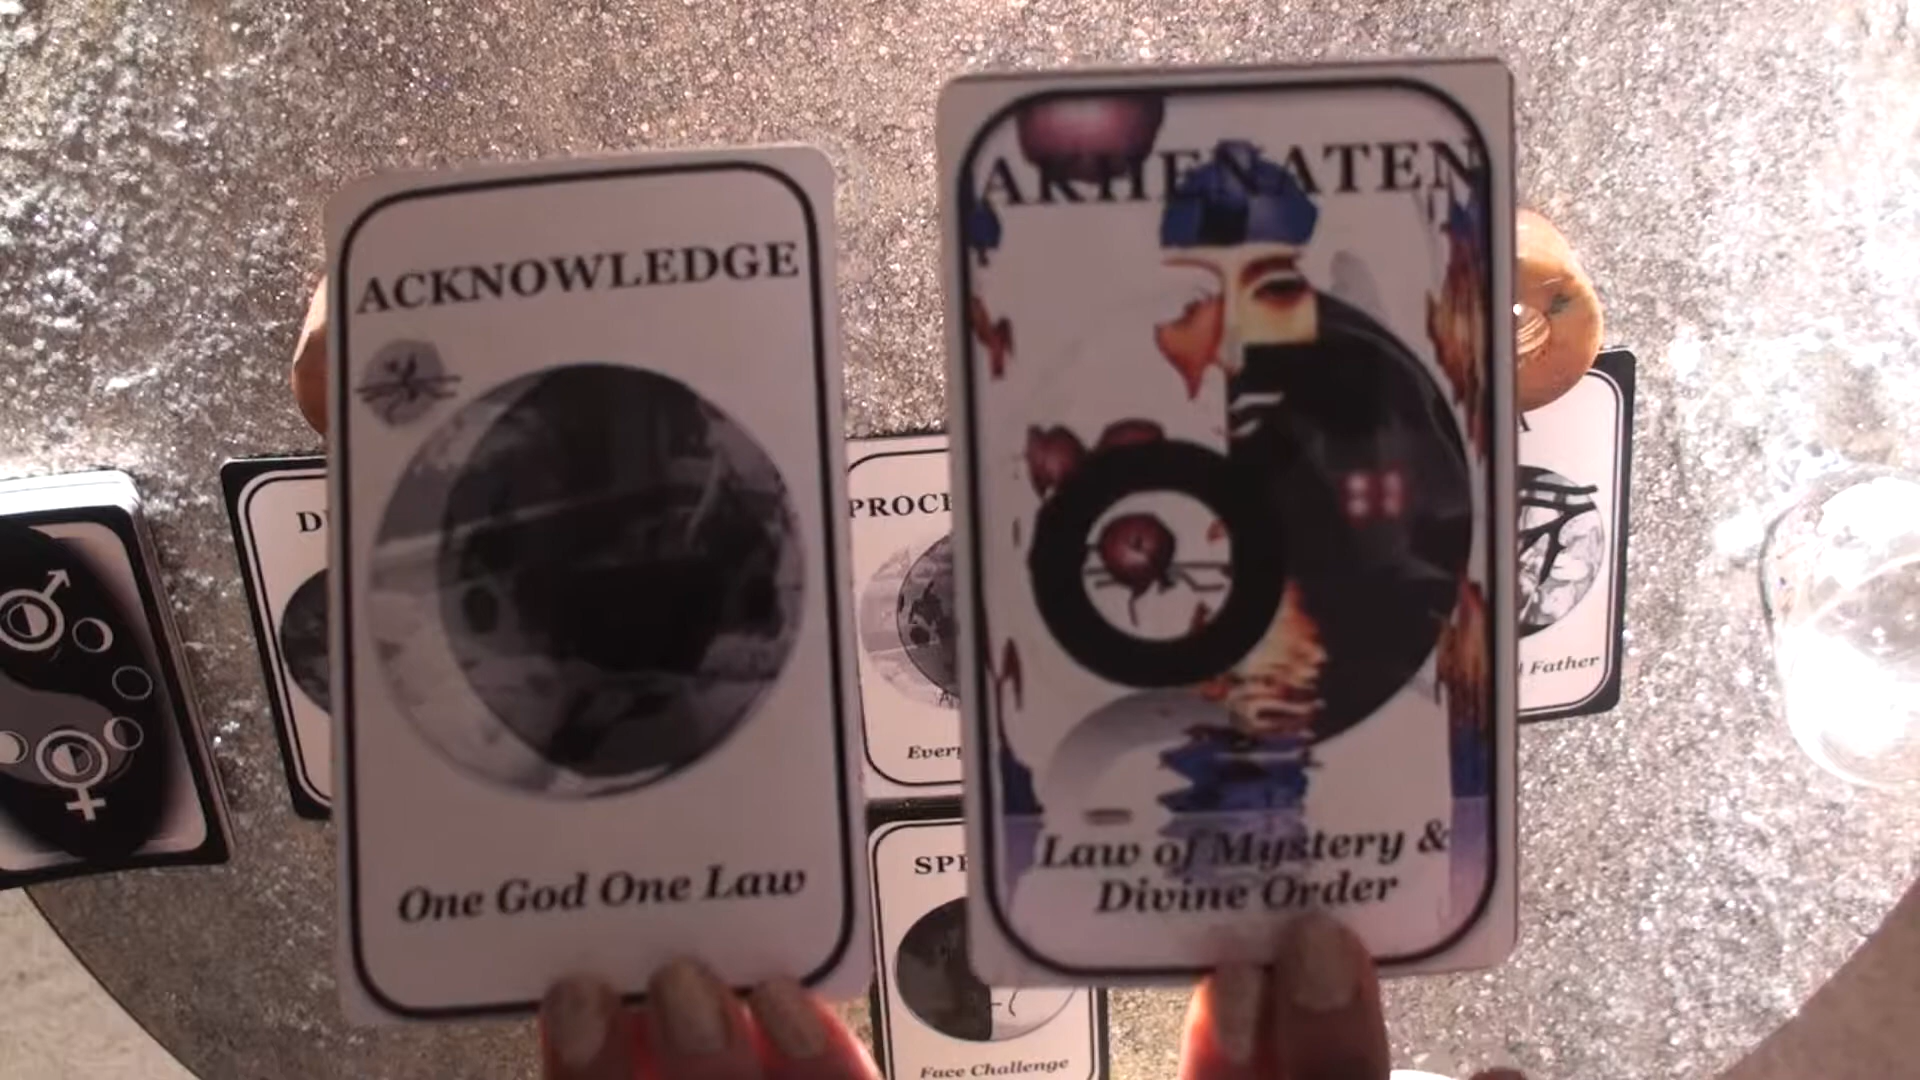 ACKNOWLEDGE
One God One Law
AKHENATEN
Law of Mystery &
Divine Order
Father
Face Challenge